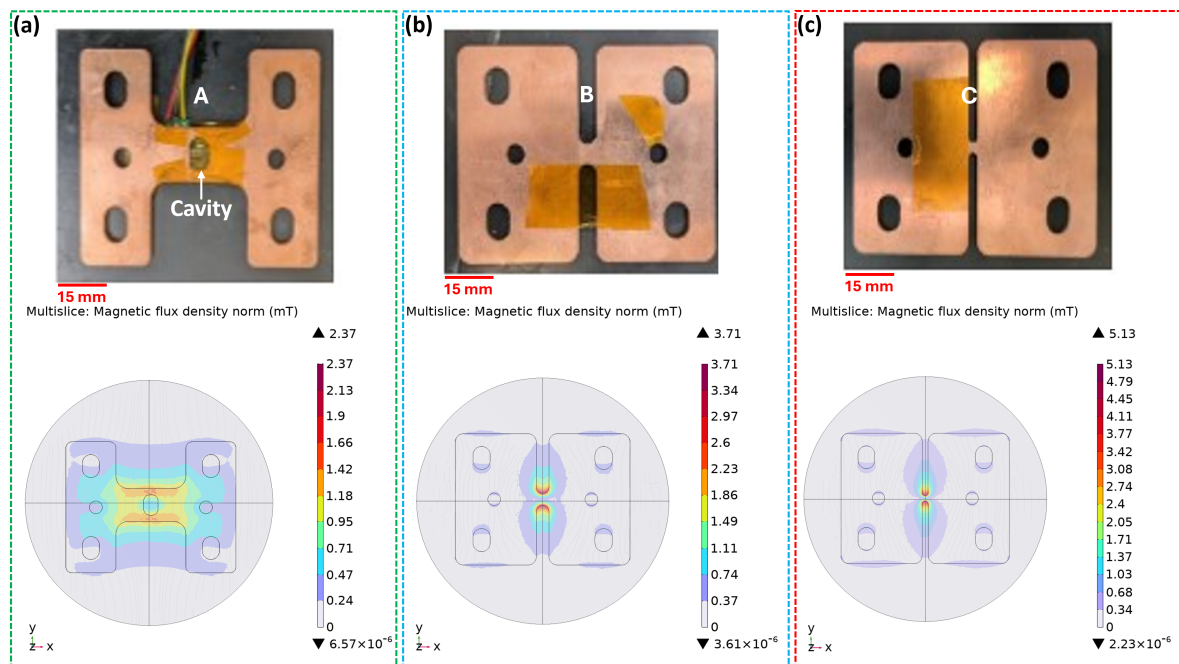 (a)
A
Cavity
15 mm
Multislice: Magnetic flux density norm (mT)
▲ 2.37
2.37
2.13
1.9
1.66
1.42
1.18
0.95
0.71
0.47
0.24
0
▼ 6.57×10⁻⁶
y
z x
(b)
B
15 mm
Multislice: Magnetic flux density norm (mT)
▲ 3.71
3.71
3.34
2.97
2.6
2.23
1.86
1.49
1.11
0.74
0.37
0
▼ 3.61×10⁻⁶
y
z x
(c)
C
15 mm
Multislice: Magnetic flux density norm (mT)
▲ 5.13
5.13
4.79
4.45
4.11
3.77
3.42
3.08
2.74
2.4
2.05
1.71
1.37
1.03
0.68
0.34
0
▼ 2.23×10⁻⁶
y
z x